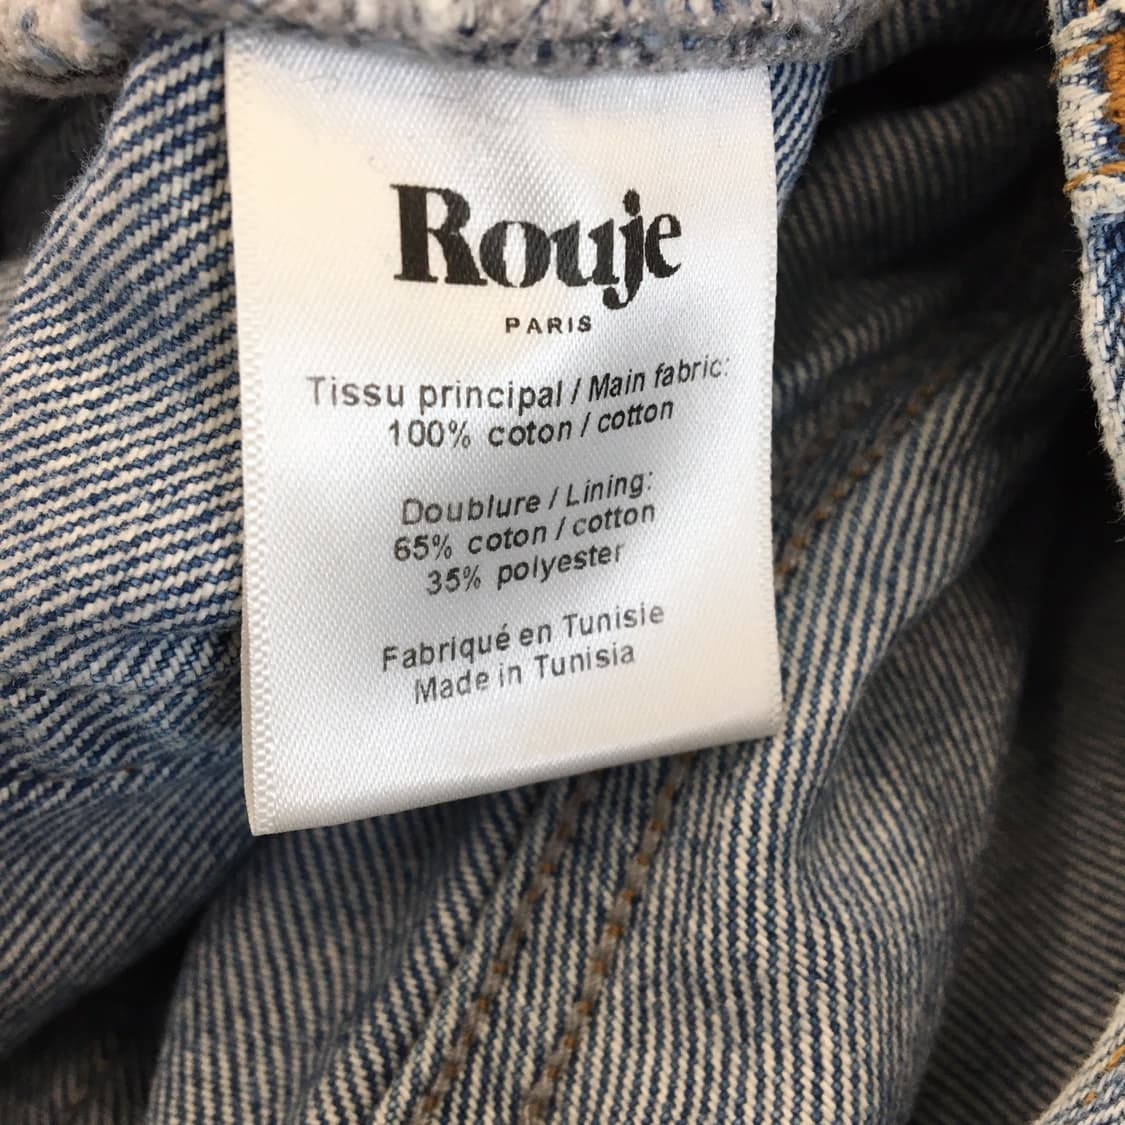 Rouje
PARIS
Tissu principal / Main fabric:
100% coton / cotton
Doublure / Lining:
65% coton / cotton
35% polyester
Fabriqué en Tunisie
Made in Tunisia